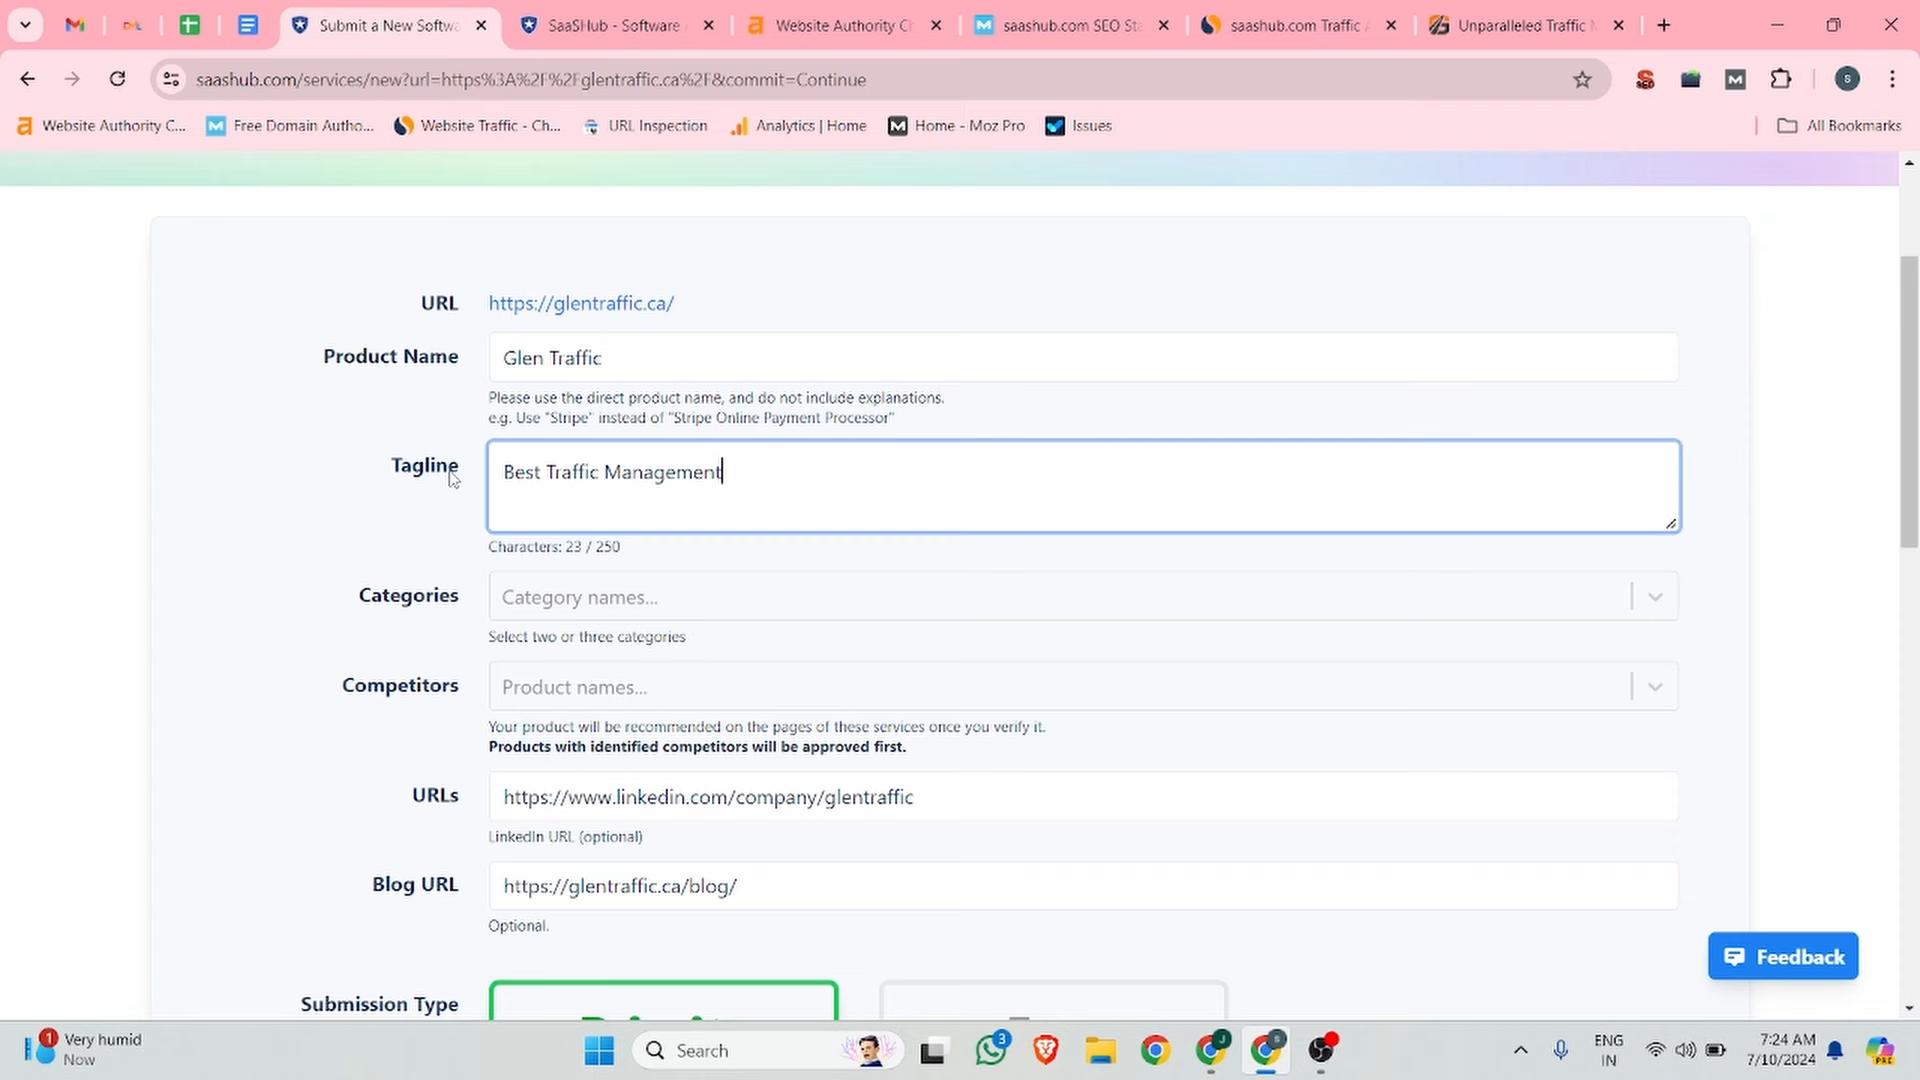 Submit a New Softwa
SaaSHub - Software
Website Authority Ch
saashub.com SEO Sta
saashub.com Traffic A
Unparalleled Traffic M
saashub.com/services/new?url=https%3A%2F%2Fglentraffic.ca%2F&commit=Continue
Website Authority C...
Free Domain Autho...
Website Traffic - Ch...
URL Inspection
Analytics | Home
Home - Moz Pro
Issues
All Bookmarks
URL
https://glentraffic.ca/
Product Name
Glen Traffic
Please use the direct product name, and do not include explanations.
e.g. Use "Stripe" instead of "Stripe Online Payment Processor"
Tagline
Best Traffic Management
Characters: 23 / 250
Categories
Category names...
Select two or three categories
Competitors
Product names...
Your product will be recommended on the pages of these services once you verify it.
Products with identified competitors will be approved first.
URLs
https://www.linkedin.com/company/glentraffic
LinkedIn URL (optional)
Blog URL
https://glentraffic.ca/blog/
Optional.
Feedback
Submission Type
1
Very humid
Now
Search
3
ENG
IN
7:24 AM
7/10/2024